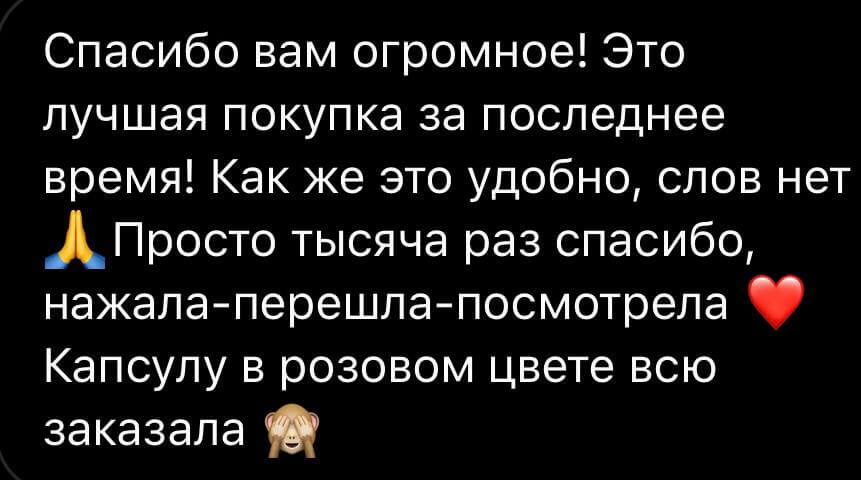 Спасибо вам огромное! Это
лучшая покупка за последнее
время! Как же это удобно, слов нет
🙏Просто тысяча раз спасибо,
нажала-перешла-посмотрела ❤️
Капсулу в розовом цвете всю
заказала 🙈